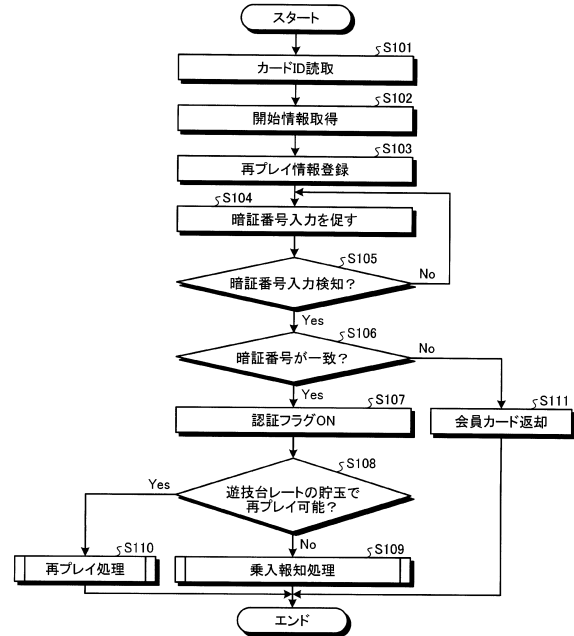 スタート
S101
カードID読取
S102
開始情報取得
S103
再プレイ情報登録
S104
暗証番号入力を促す
S105
暗証番号入力検知？
No
Yes
S106
暗証番号が一致？
No
Yes
S107
認証フラグON
S111
会員カード返却
S108
遊技台レートの貯玉で
再プレイ可能？
Yes
No
S110
再プレイ処理
S109
乗入報知処理
エンド